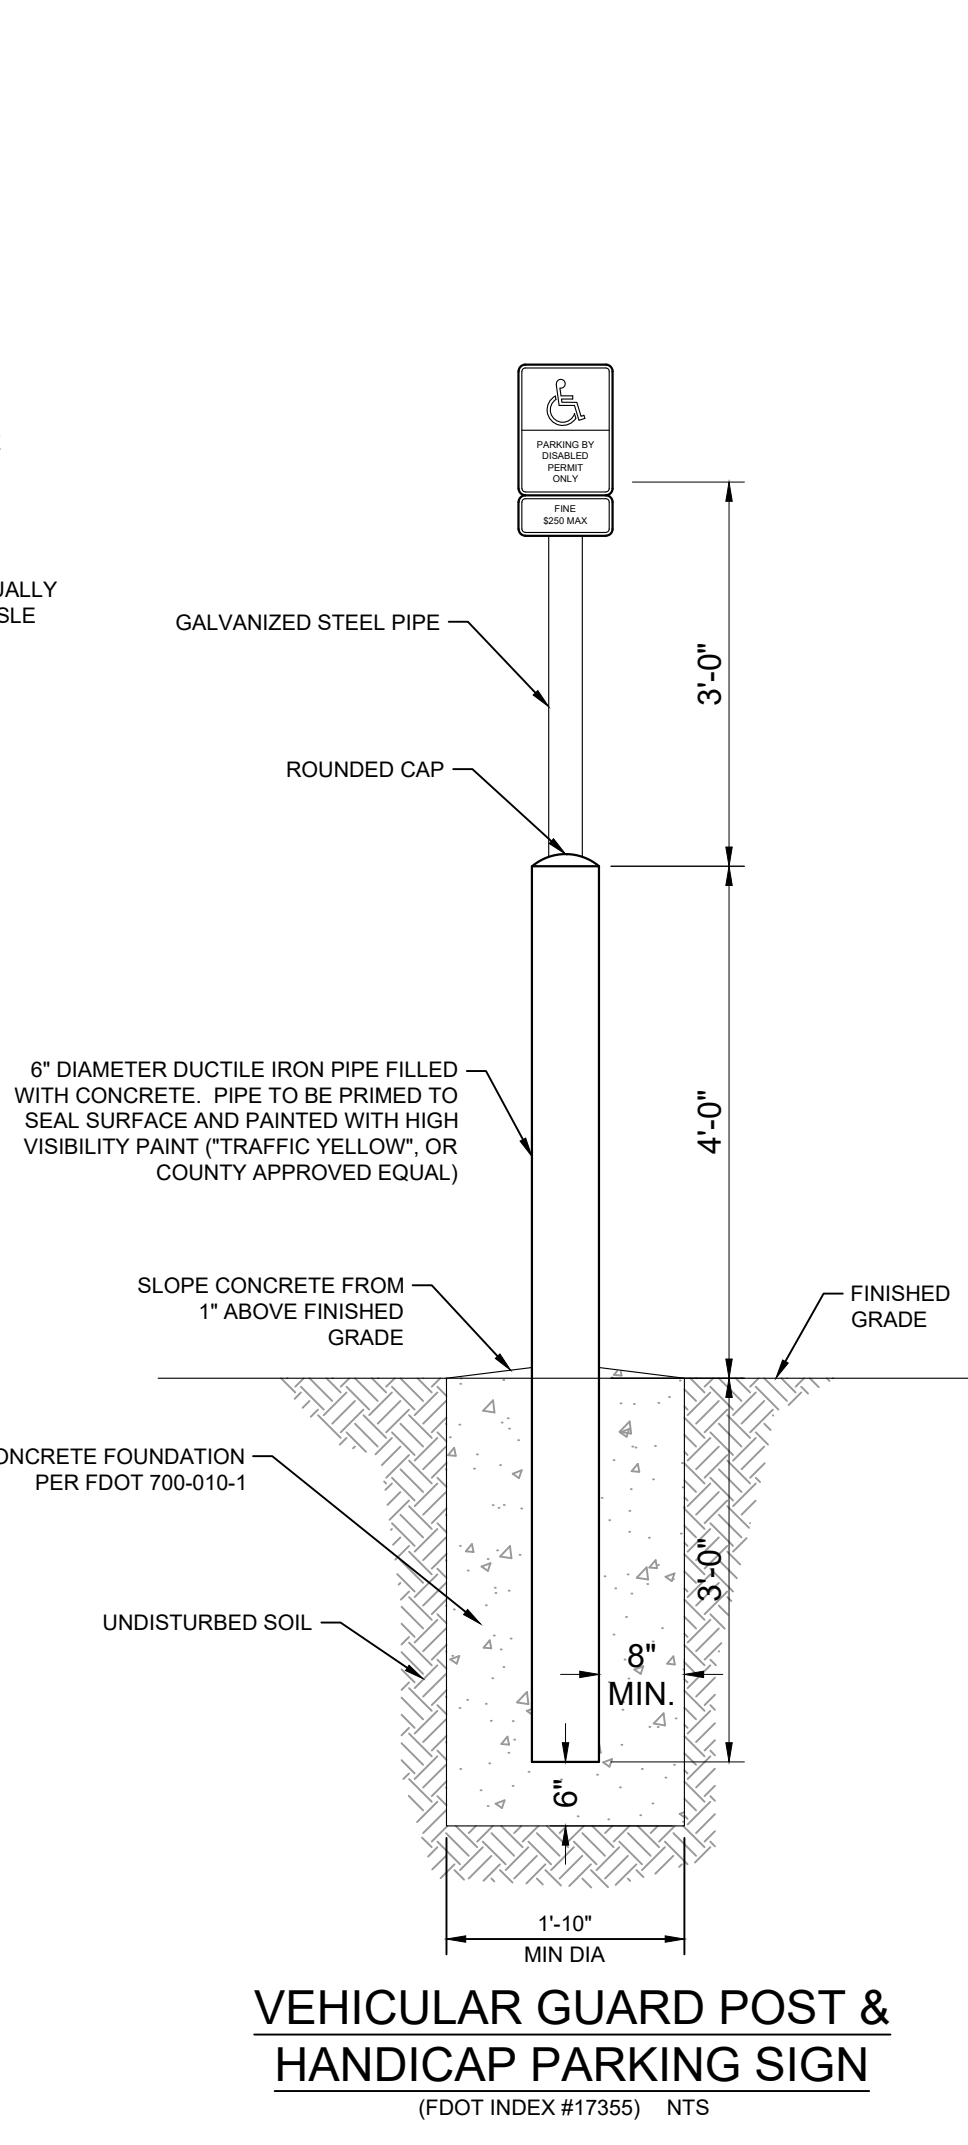 PARKING BY
DISABLED
PERMIT
ONLY
FINE
$250 MAX
GALVANIZED STEEL PIPE
3'-0"
ROUNDED CAP
6" DIAMETER DUCTILE IRON PIPE FILLED
WITH CONCRETE. PIPE TO BE PRIMED TO
SEAL SURFACE AND PAINTED WITH HIGH
VISIBILITY PAINT ("TRAFFIC YELLOW", OR
COUNTY APPROVED EQUAL)
4'-0"
SLOPE CONCRETE FROM
1" ABOVE FINISHED
GRADE
FINISHED
GRADE
FOUNDATION
PER FDOT 700-010-1
3'-0"
UNDISTURBED SOIL
8"
MIN.
6"
1'-10"
MIN DIA
VEHICULAR GUARD POST &
HANDICAP PARKING SIGN
(FDOT INDEX #17355) NTS